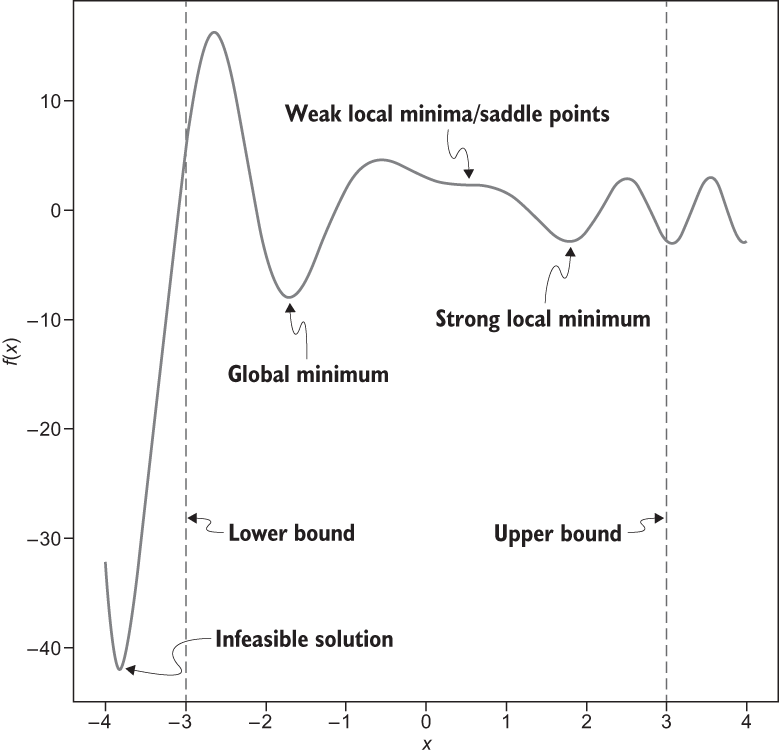 10
0
−10
−20
−30
−40
f(x)
Weak local minima/saddle points
Strong local minimum
Global minimum
Lower bound
Upper bound
Infeasible solution
−4 −3 −2 −1 0 1 2 3 4
x